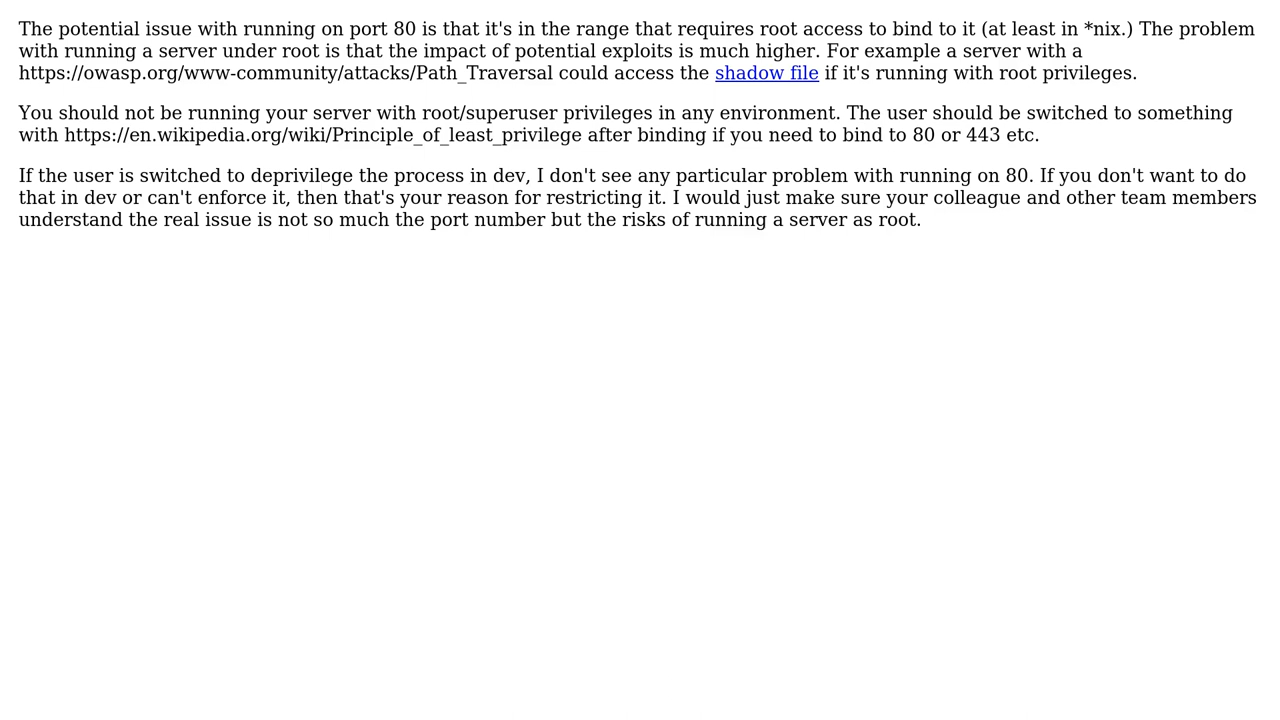 The potential issue with running on port 80 is that it's in the range that requires root access to bind to it (at least in *nix.) The problem
with running a server under root is that the impact of potential exploits is much higher. For example a server with a
https://owasp.org/www-community/attacks/Path_Traversal could access the shadow file if it's running with root privileges.
You should not be running your server with root/superuser privileges in any environment. The user should be switched to something
with https://en.wikipedia.org/wiki/Principle_of_least_privilege after binding if you need to bind to 80 or 443 etc.
If the user is switched to deprivilege the process in dev, I don't see any particular problem with running on 80. If you don't want to do
that in dev or can't enforce it, then that's your reason for restricting it. I would just make sure your colleague and other team members
understand the real issue is not so much the port number but the risks of running a server as root.